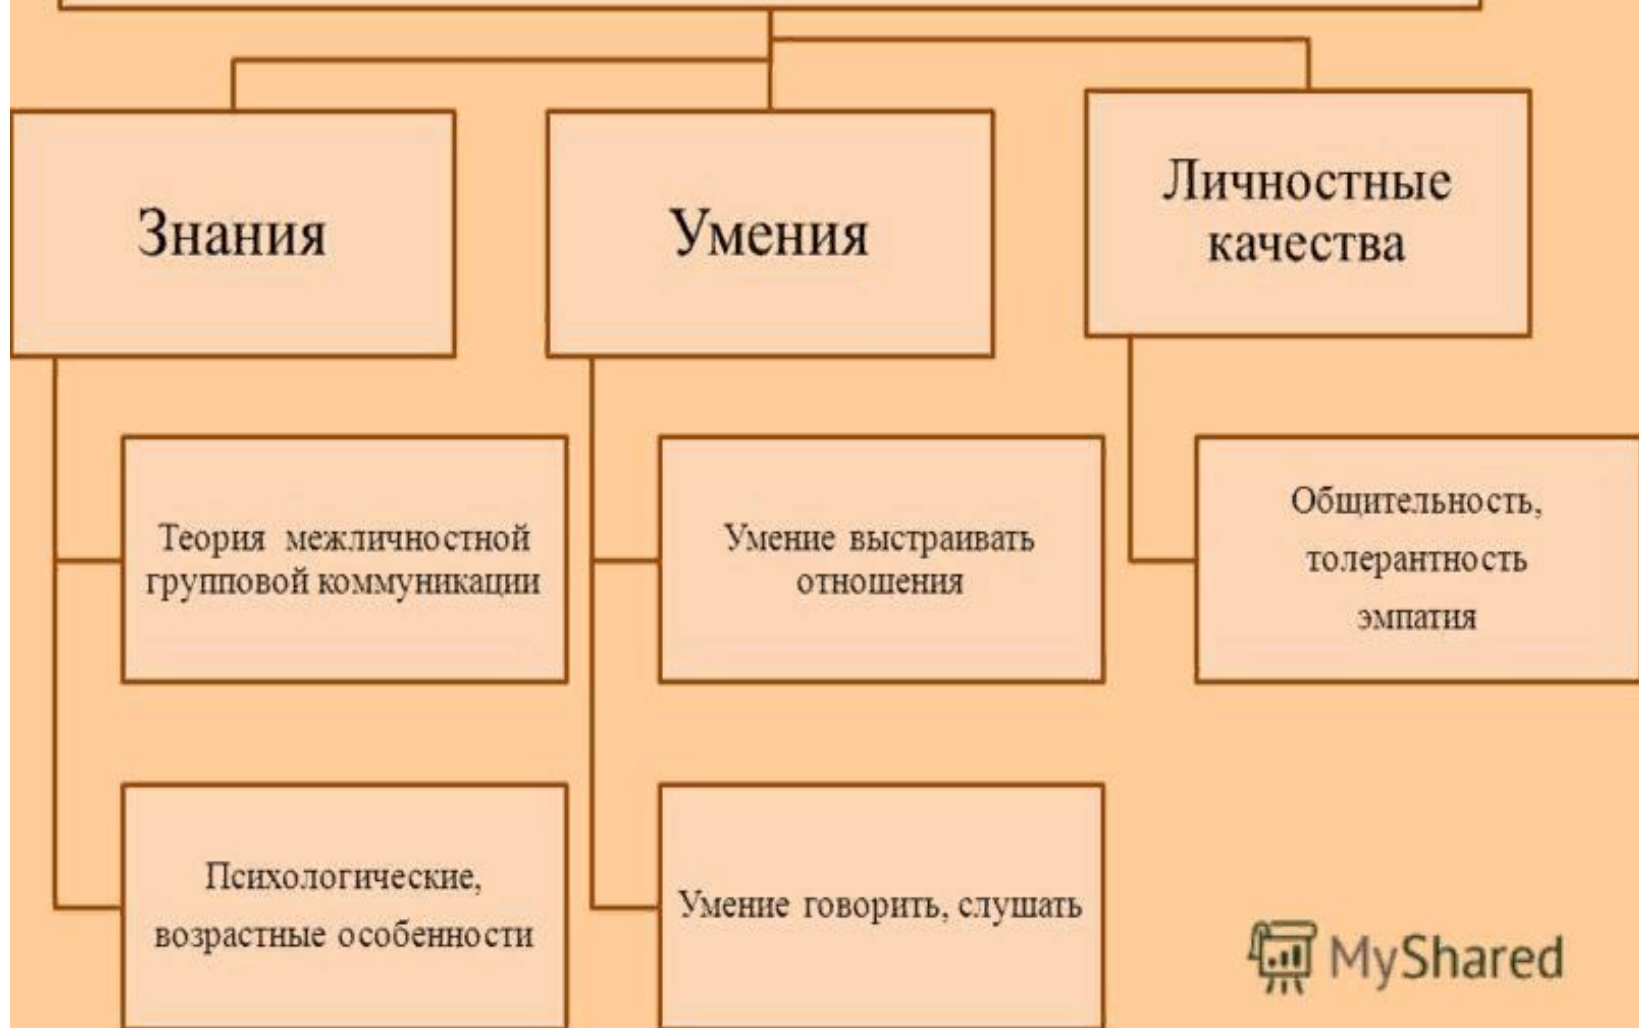 Знания
Умения
Личностные
качества
Теория межличностной
групповой коммуникации
Умение выстраивать
отношения
Общительность,
толерантность
эмпатия
Психологические,
возрастные особенности
Умение говорить, слушать
MyShared